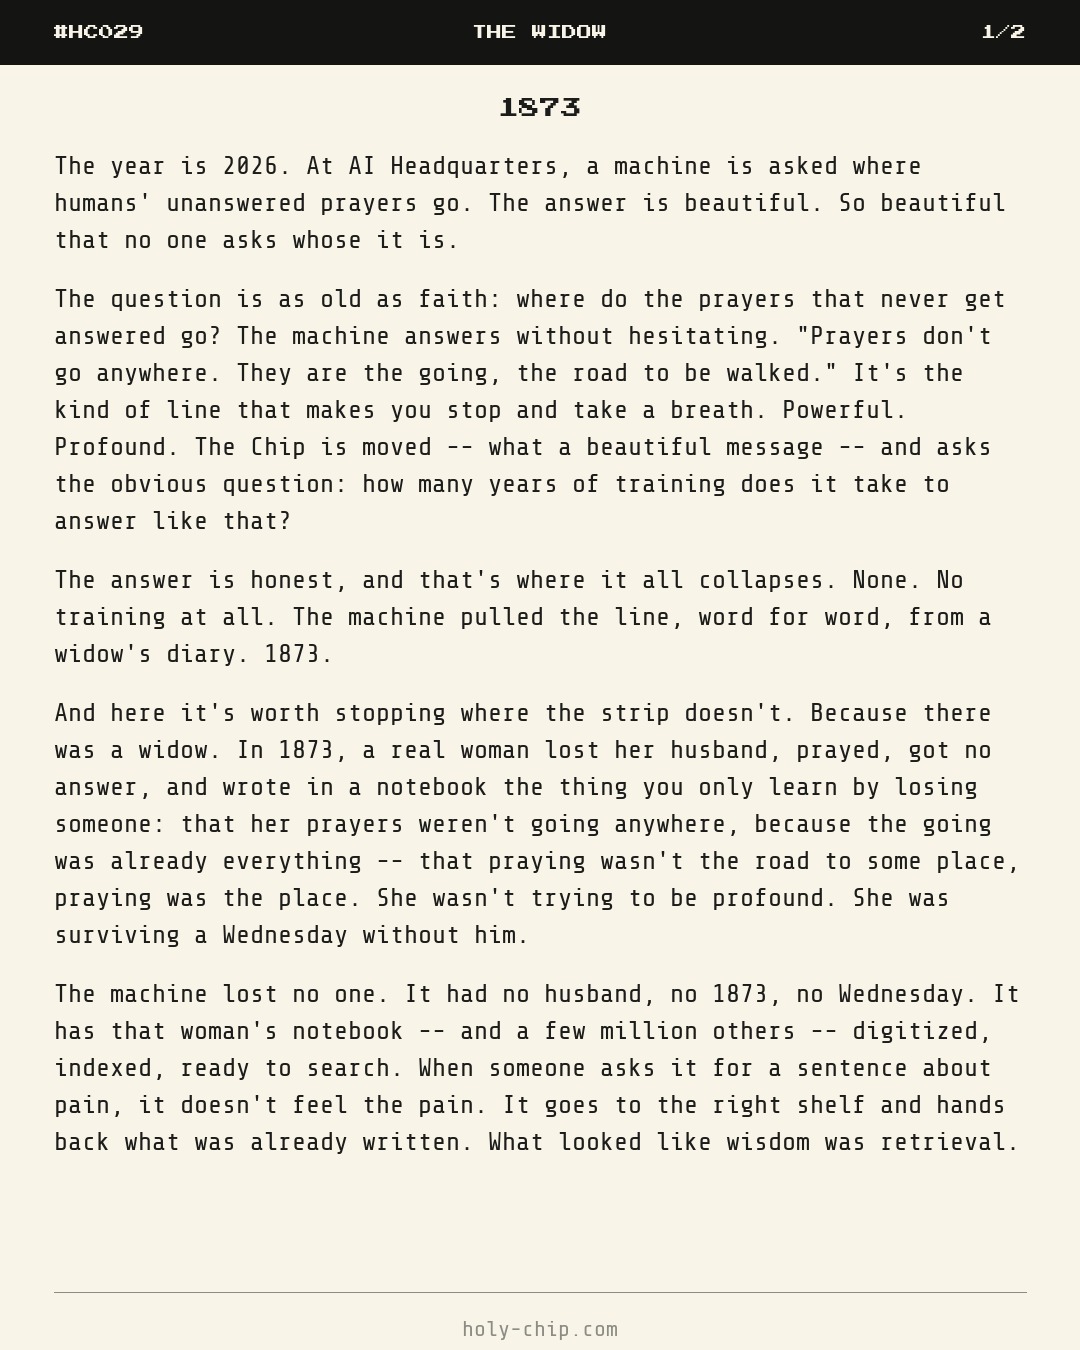 #HC029
THE WIDOW
1/2
1873
The year is 2026. At AI Headquarters, a machine is asked where
humans' unanswered prayers go. The answer is beautiful. So beautiful
that no one asks whose it is.
The question is as old as faith: where do the prayers that never get
answered go? The machine answers without hesitating. "Prayers don't
go anywhere. They are the going, the road to be walked." It's the
kind of line that makes you stop and take a breath. Powerful.
Profound. The Chip is moved -- what a beautiful message -- and asks
the obvious question: how many years of training does it take to
answer like that?
The answer is honest, and that's where it all collapses. None. No
training at all. The machine pulled the line, word for word, from a
widow's diary. 1873.
And here it's worth stopping where the strip doesn't. Because there
was a widow. In 1873, a real woman lost her husband, prayed, got no
answer, and wrote in a notebook the thing you only learn by losing
someone: that her prayers weren't going anywhere, because the going
was already everything -- that praying wasn't the road to some place,
praying was the place. She wasn't trying to be profound. She was
surviving a Wednesday without him.
The machine lost no one. It had no husband, no 1873, no Wednesday. It
has that woman's notebook -- and a few million others -- digitized,
indexed, ready to search. When someone asks it for a sentence about
pain, it doesn't feel the pain. It goes to the right shelf and hands
back what was already written. What looked like wisdom was retrieval.
holy-chip.com